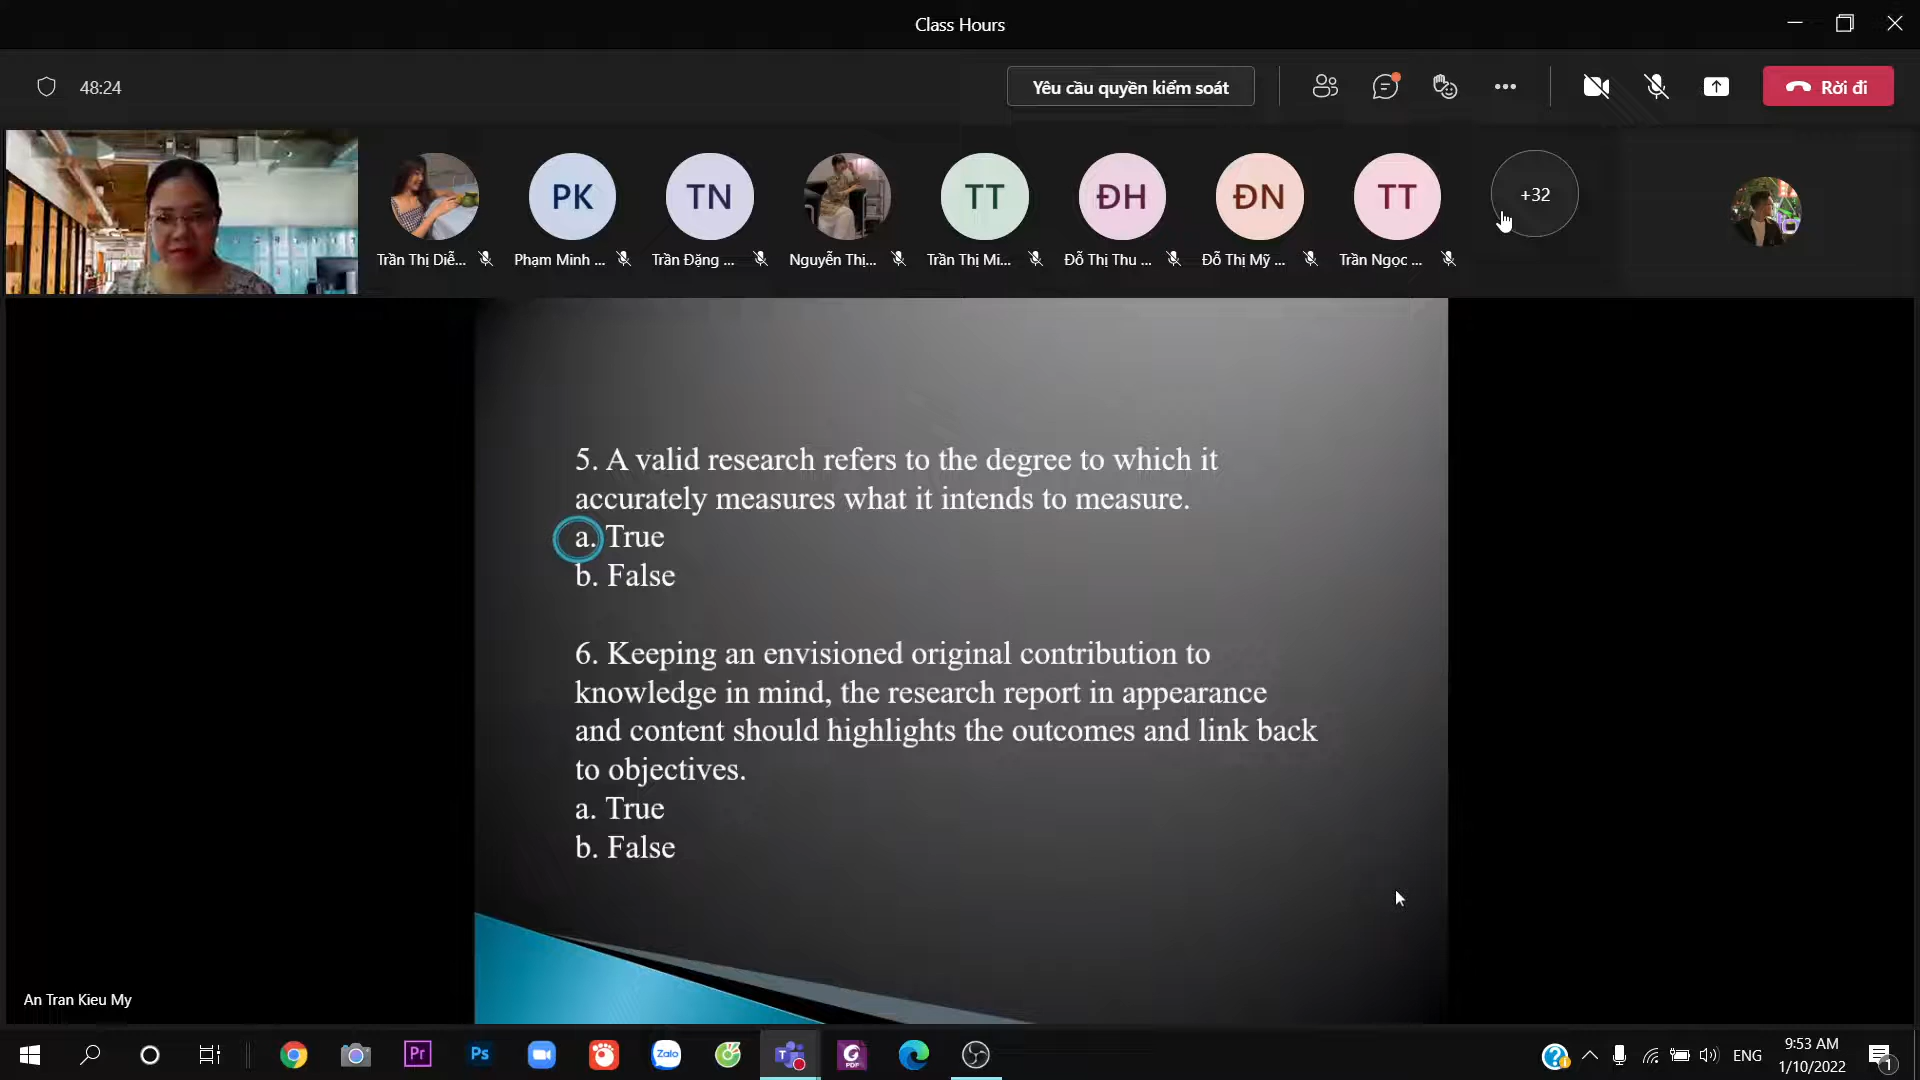 Class Hours
48:24
Yêu cầu quyền kiểm soát
Rời đi
PK
TN
TT
ĐH
ĐN
TT
+32
Trần Thị Diễ...
Phạm Minh ...
Trần Đặng ...
Nguyễn Thị...
Trần Thị Mi...
Đỗ Thị Thu ...
Đỗ Thị Mỹ ...
Trần Ngọc ...
5. A valid research refers to the degree to which it
accurately measures what it intends to measure.
a. True
b. False
6. Keeping an envisioned original contribution to
knowledge in mind, the research report in appearance
and content should highlights the outcomes and link back
to objectives.
a. True
b. False
An Tran Kieu My
Pr
Ps
Zalo
T
PDF
ENG
9:53 AM
1/10/2022
1